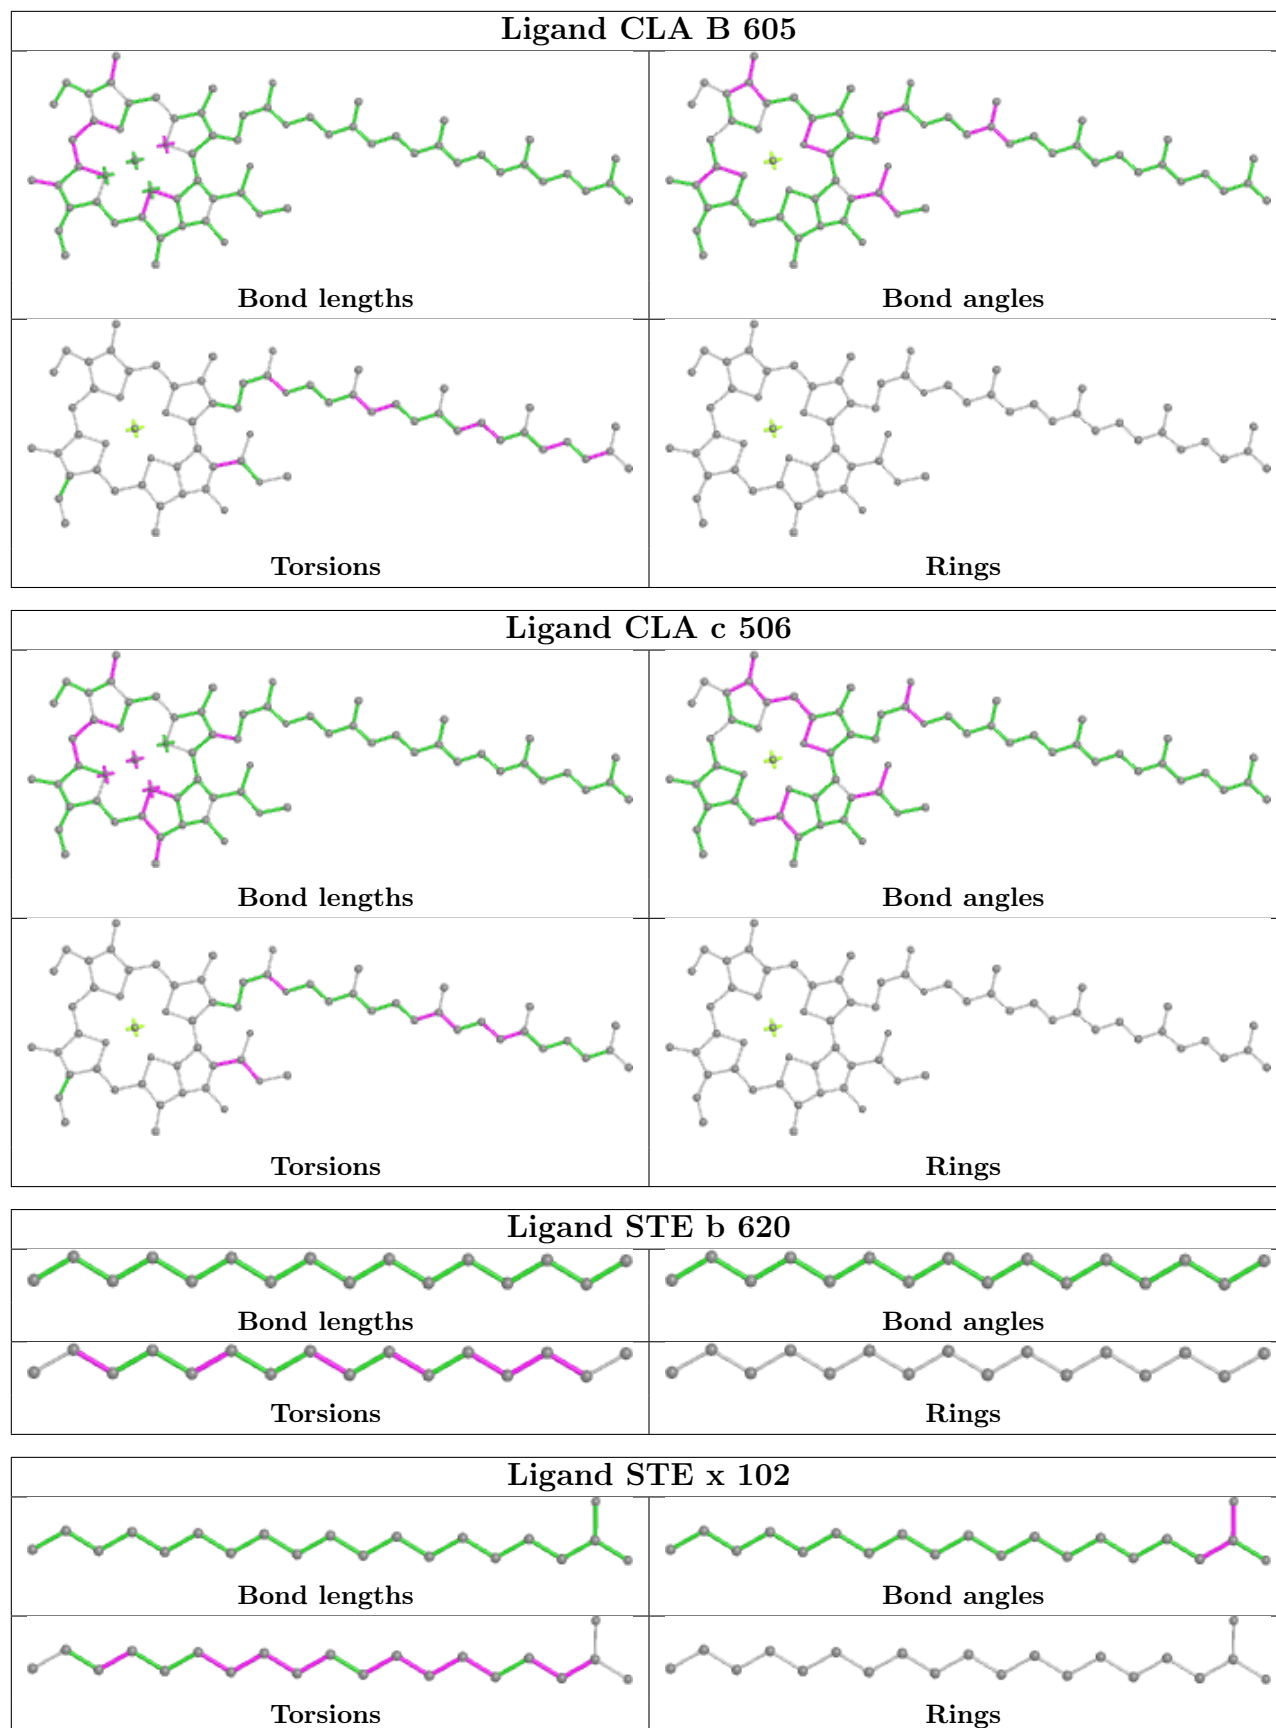 Ligand CLA B 605
Bond lengths
Bond angles
Torsions
Rings
Ligand CLA c 506
Bond lengths
Bond angles
Torsions
Rings
Ligand STE b 620
Bond lengths
Bond angles
Torsions
Rings
Ligand STE x 102
Bond lengths
Bond angles
Torsions
Rings